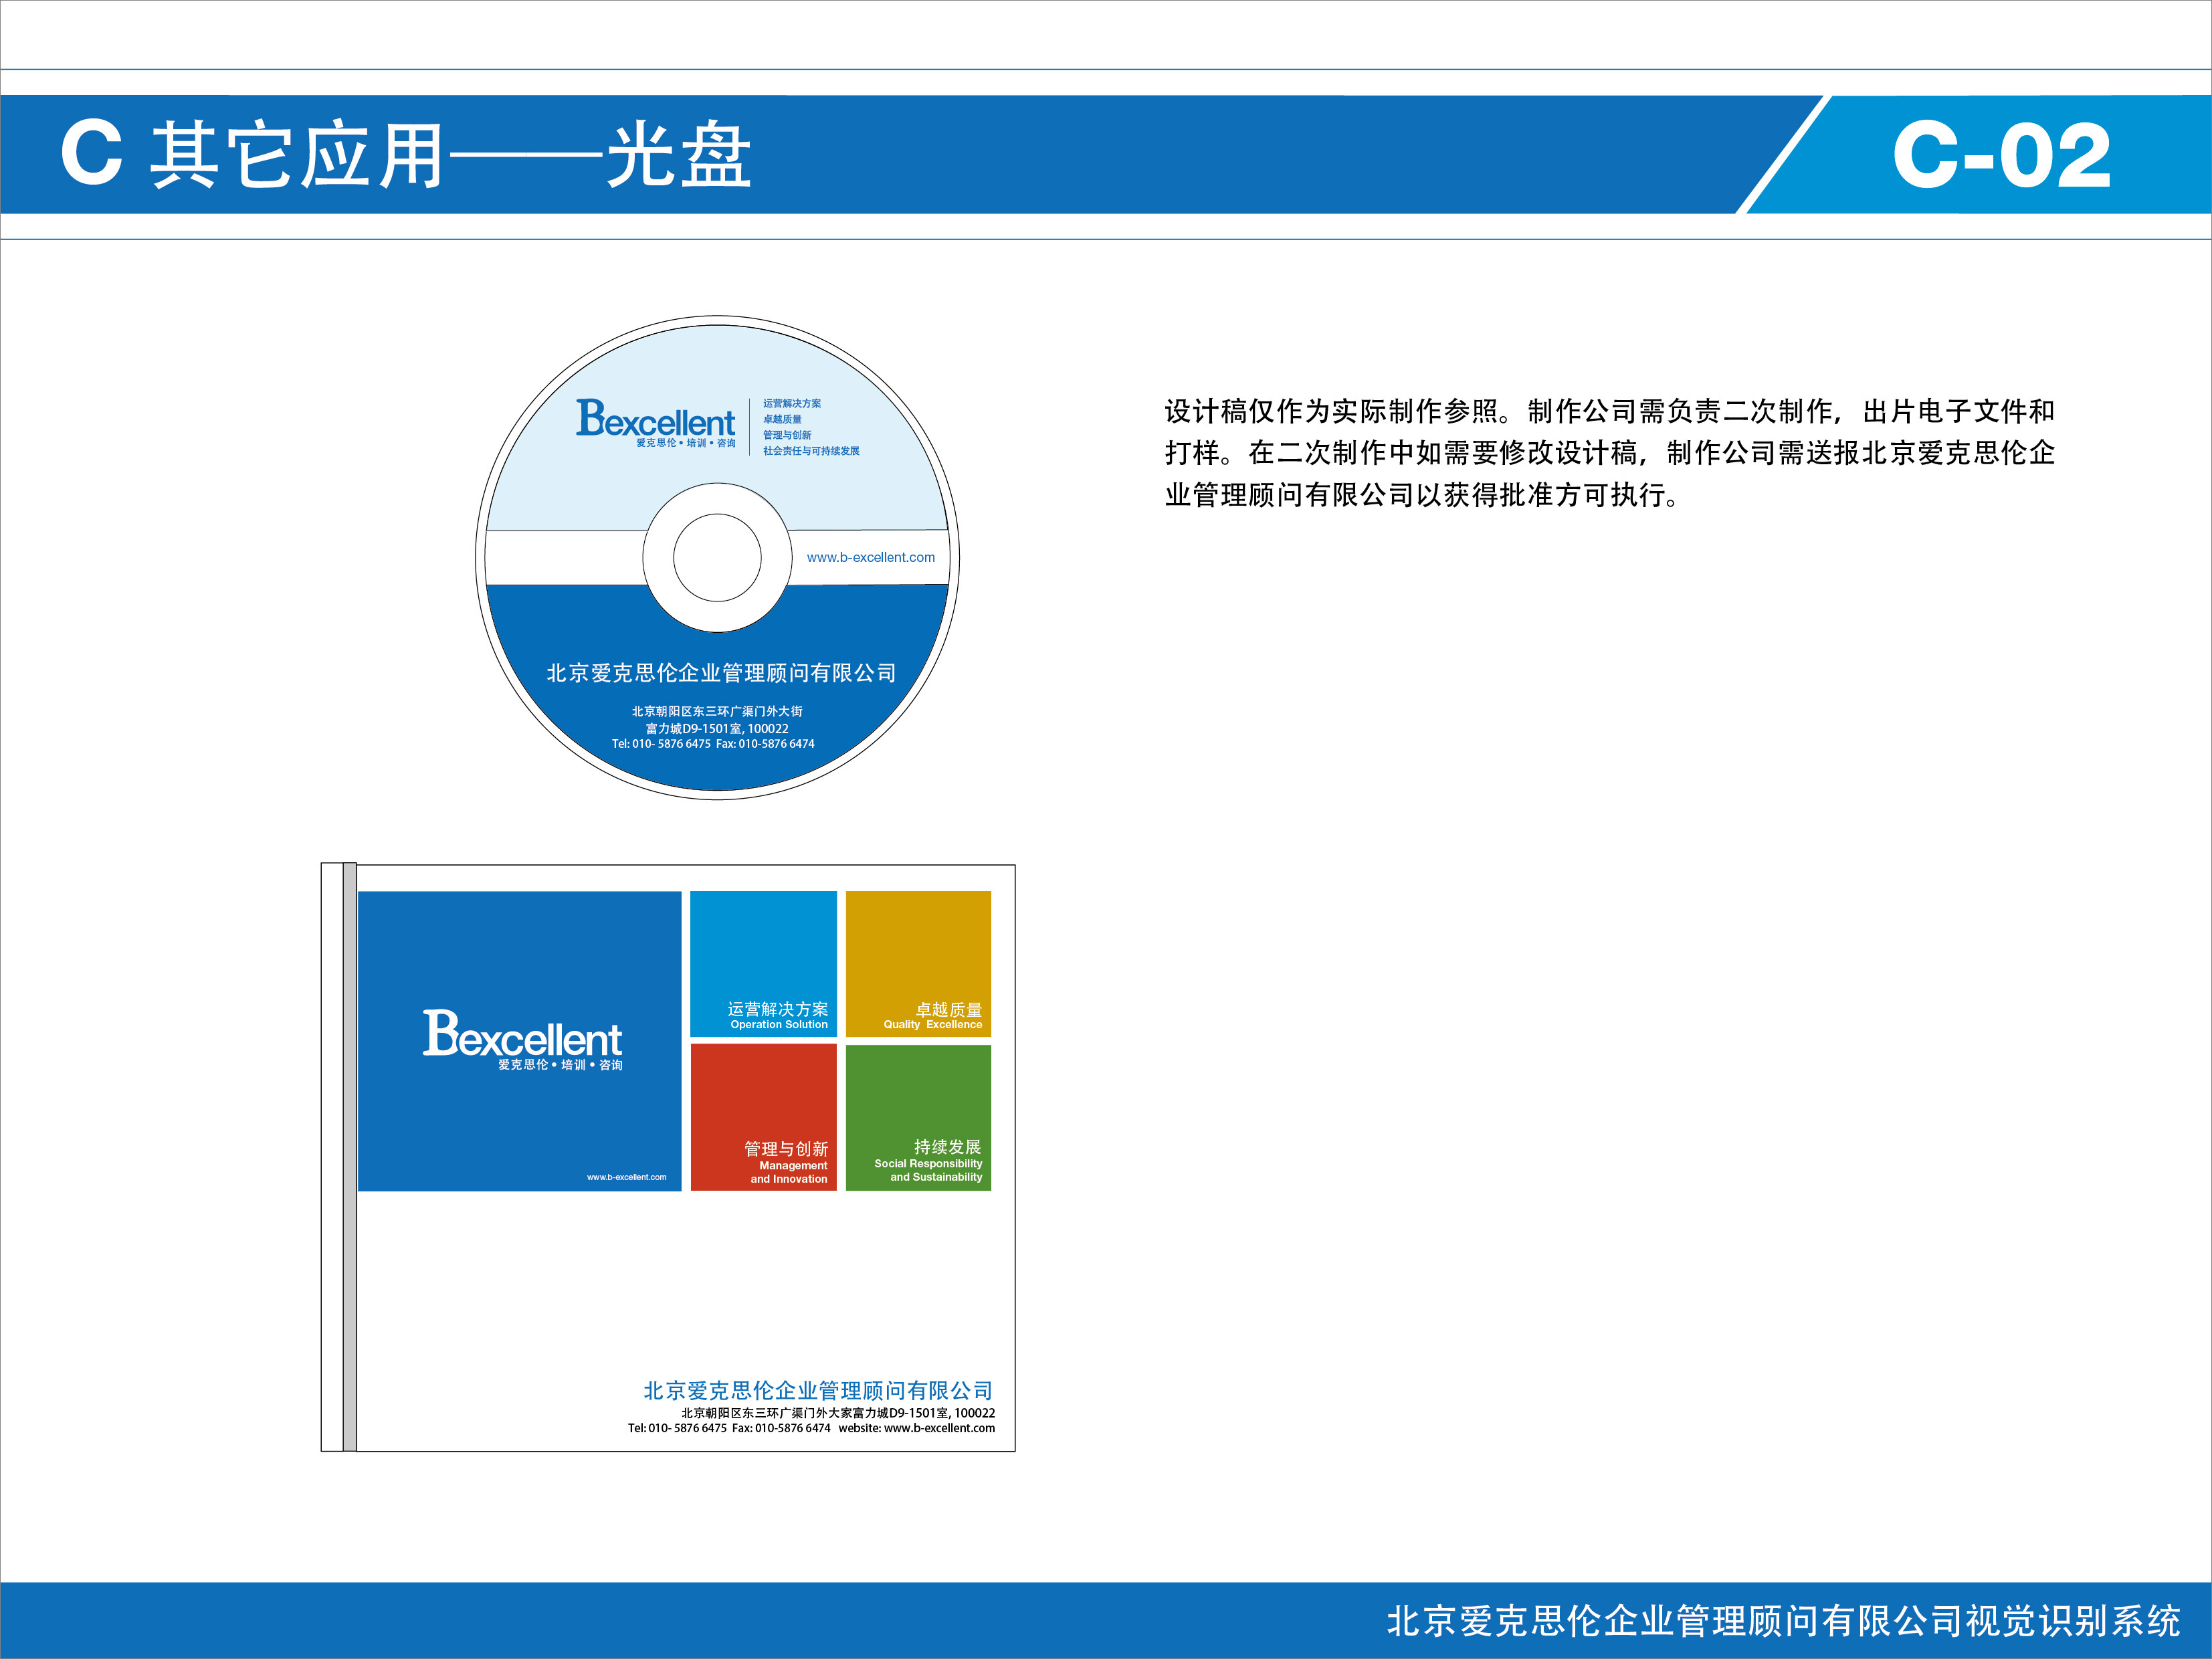 C 其它应用——光盘
C-02
Bexcellent
爱克思伦•培训•咨询
运营解决方案
卓越质量
管理与创新
社会责任与可持续发展
www.b-excellent.com
北京爱克思伦企业管理顾问有限公司
北京朝阳区东三环广渠门外大街
富力城D9-1501室, 100022
Tel: 010- 5876 6475 Fax: 010-5876 6474
设计稿仅作为实际制作参照。制作公司需负责二次制作，出片电子文件和
打样。在二次制作中如需要修改设计稿，制作公司需送报北京爱克思伦企
业管理顾问有限公司以获得批准方可执行。
Bexcellent
爱克思伦•培训•咨询
www.b-excellent.com
运营解决方案
Operation Solution
卓越质量
Quality Excellence
管理与创新
Management
and Innovation
持续发展
Social Responsibility
and Sustainability
北京爱克思伦企业管理顾问有限公司
北京朝阳区东三环广渠门外大家富力城D9-1501室, 100022
Tel: 010- 5876 6475 Fax: 010-5876 6474 website: www.b-excellent.com
北京爱克思伦企业管理顾问有限公司视觉识别系统